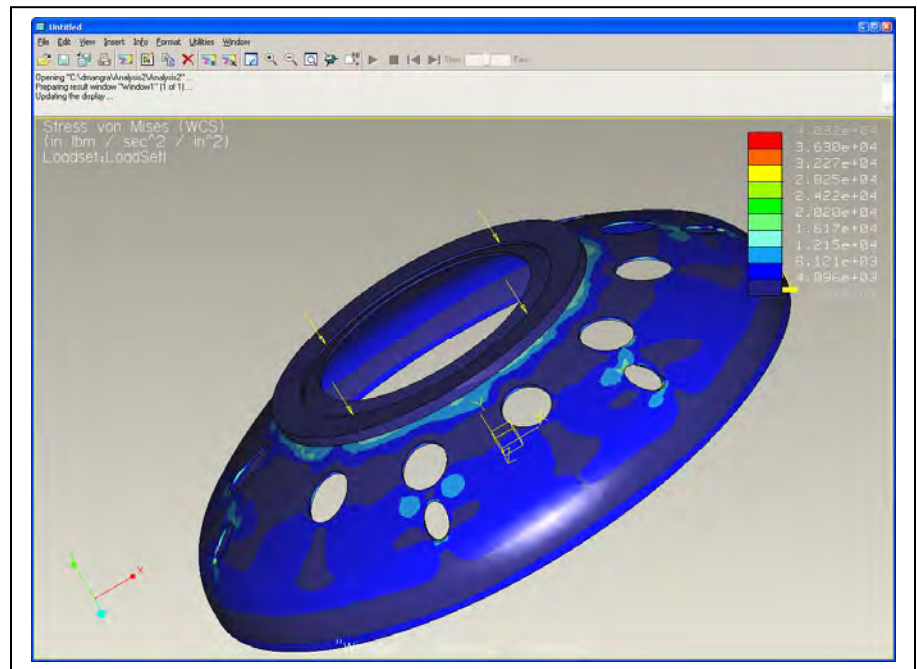 Untitled
File Edit View Insert Info Format Utilities Window
Opening "C:\dmangra\Analysis2\Analysis2"...
Preparing result window "Window1" (1 of 1)...
Updating the display...
Stress von Mises (WCS)
(in lbm / sec^2 / in^2)
Loadset:LoadSet1
3.630e+04
3.227e+04
2.825e+04
2.422e+04
2.020e+04
1.617e+04
1.215e+04
8.121e+03
4.096e+03
Y
X
Z
X